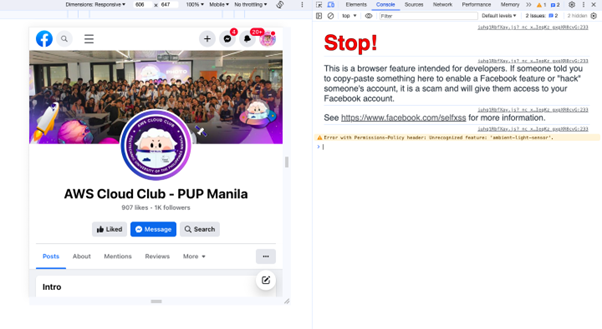 Dimensions: Responsive ▼ 606 × 647 100% ▼ Mobile ▼ No throttling ▼
Elements Console Sources Network Performance Memory » 1 2
top ▼ Filter Default levels ▼ 2 Issues: 2 2 hidden
4 20+
AWS Cloud Club - PUP Manila
907 likes • 1K followers
Liked Message Search
Posts About Mentions Reviews More ▼ •••
Intro
Stop!
This is a browser feature intended for developers. If someone told you
to copy-paste something here to enable a Facebook feature or "hack"
someone's account, it is a scam and will give them access to your
Facebook account.
See https://www.facebook.com/selfxss for more information.
Error with Permissions-Policy header: Unrecognized feature: 'ambient-light-sensor'.